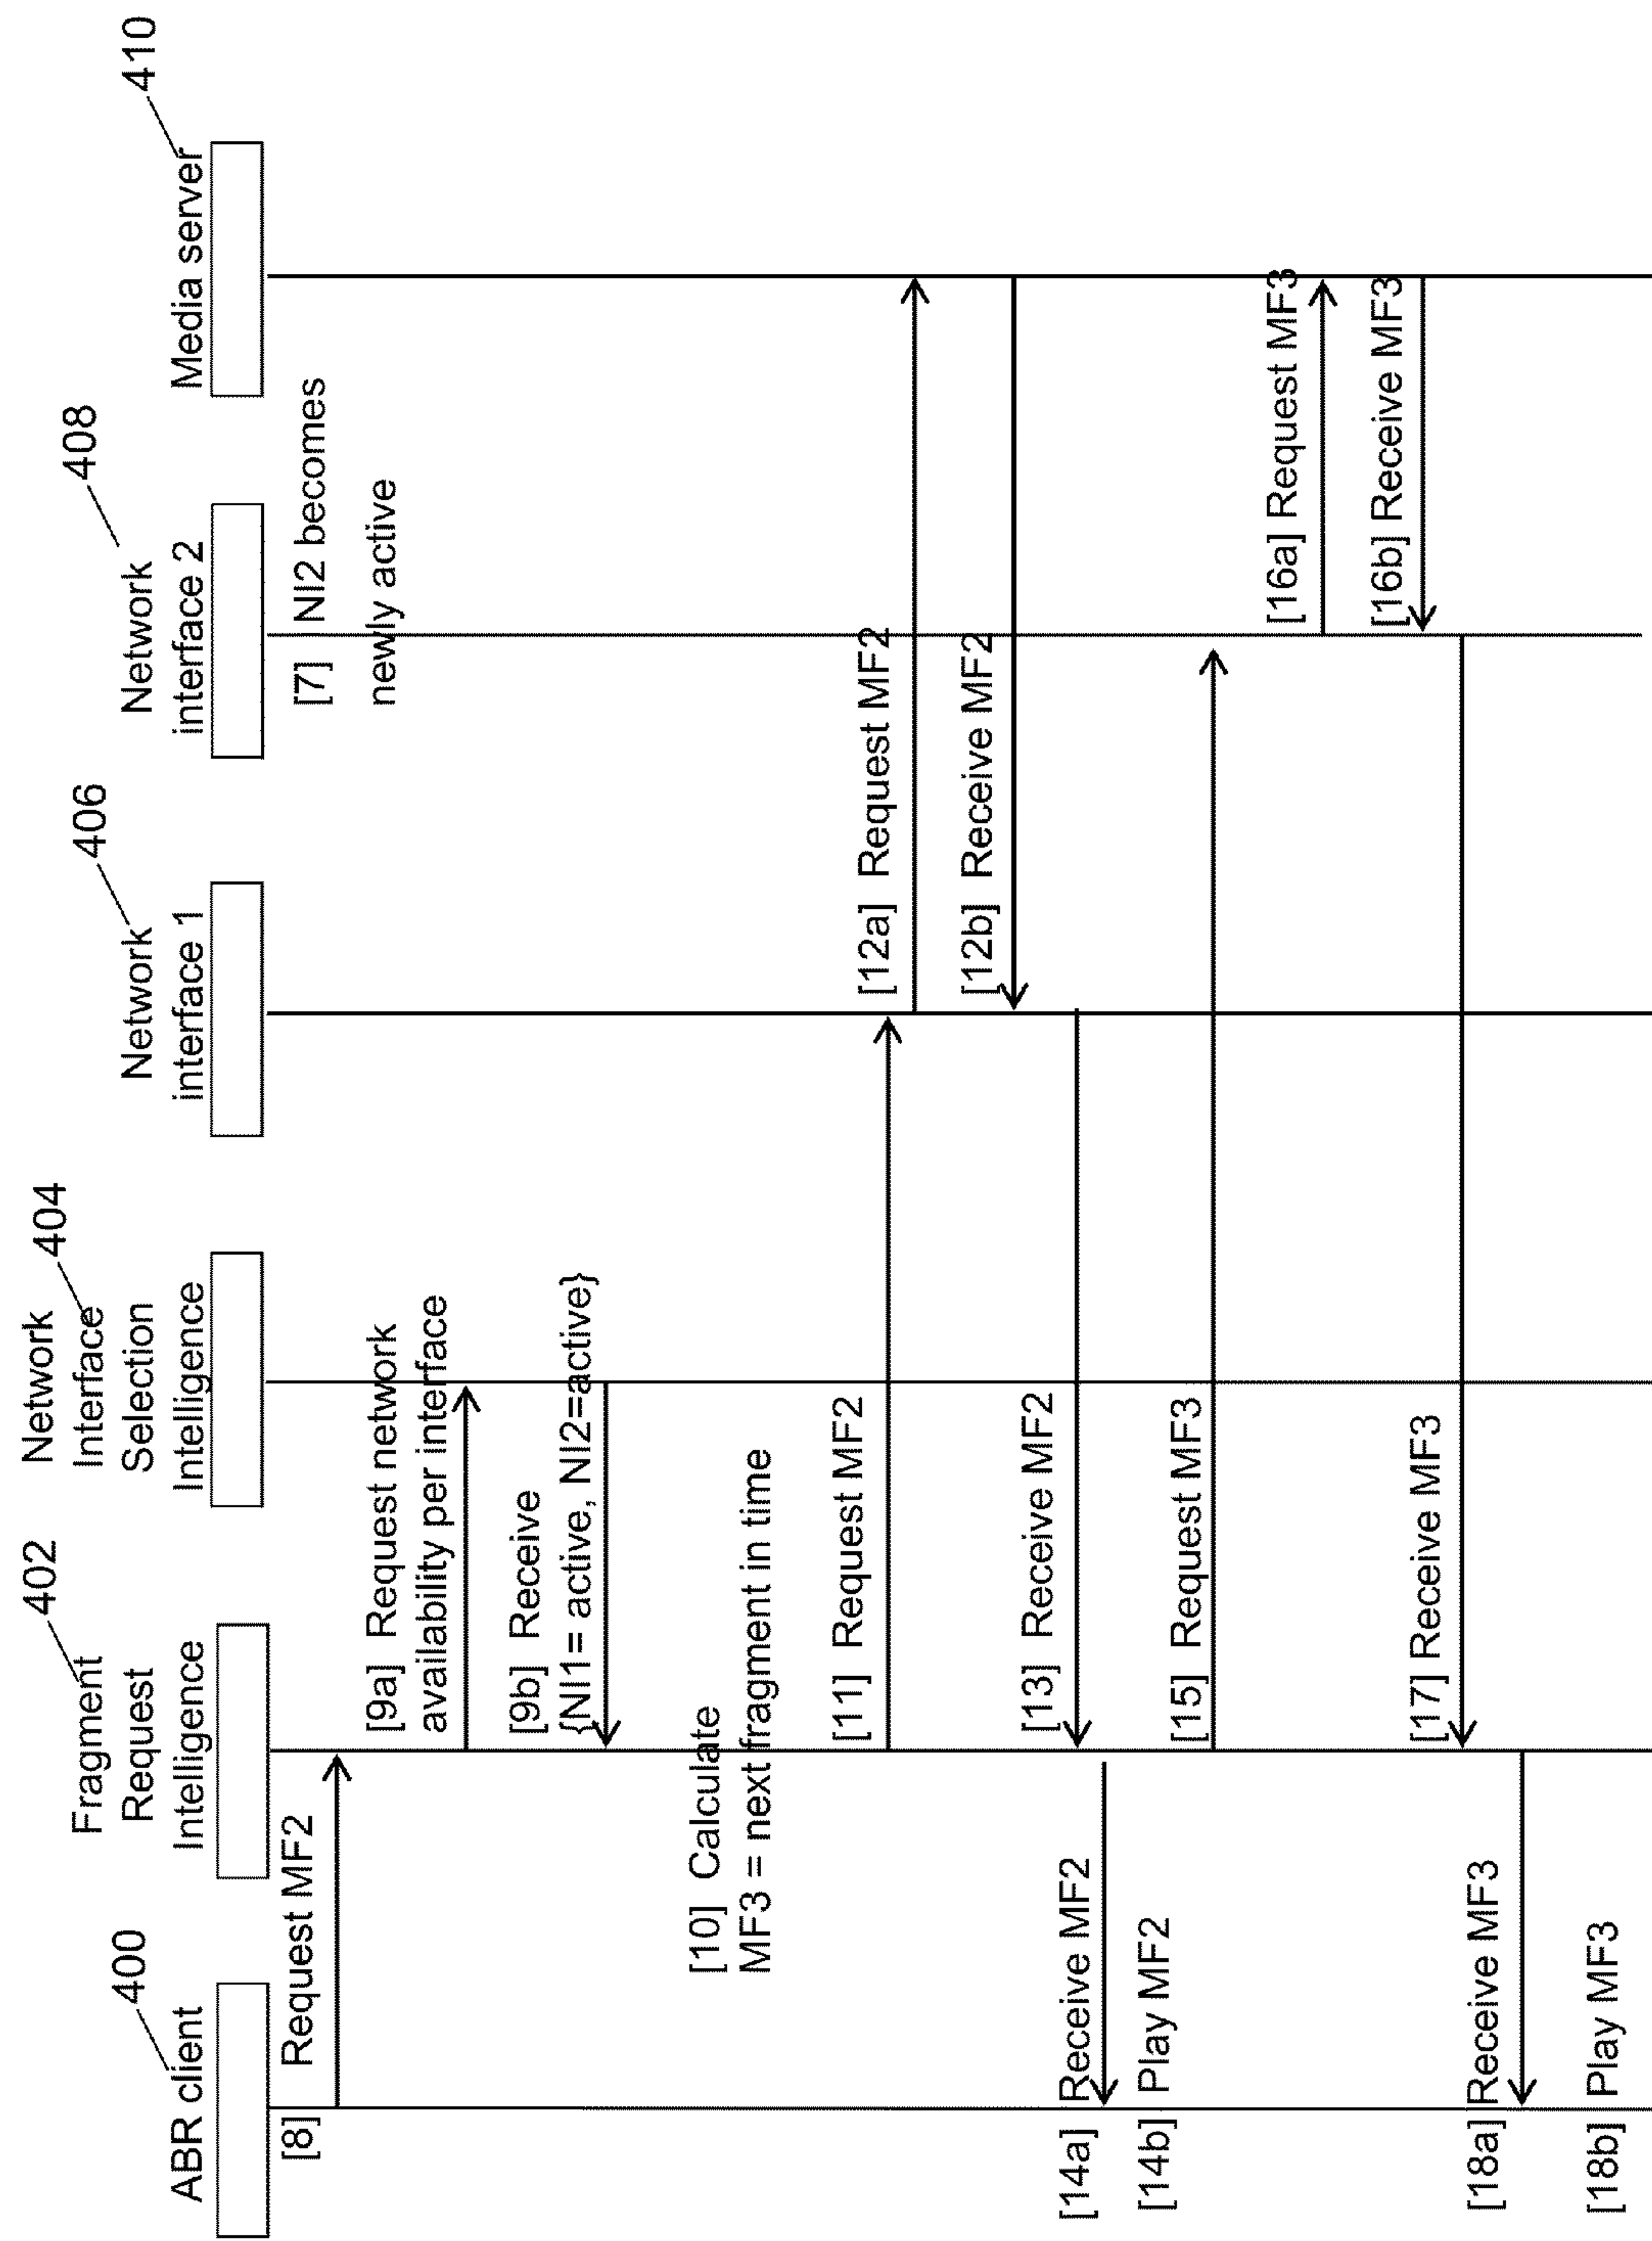 ABR client
400
Fragment
Request
Intelligence
402
Network
Interface
Selection
Intelligence
404
Network
interface 1
406
Network
interface 2
408
Media server
410
[7] NI2 becomes
newly active
[8] Request MF2
[9a] Request network
availability per interface
[9b] Receive
{NI1= active, NI2=active}
[10] Calculate
MF3 = next fragment in time
[11] Request MF2
[12a] Request MF2
[12b] Receive MF2
[13] Receive MF2
[14a] Receive MF2
[14b] Play MF2
[15] Request MF3
[16a] Request MF3
[16b] Receive MF3
[17] Receive MF3
[18a] Receive MF3
[18b] Play MF3